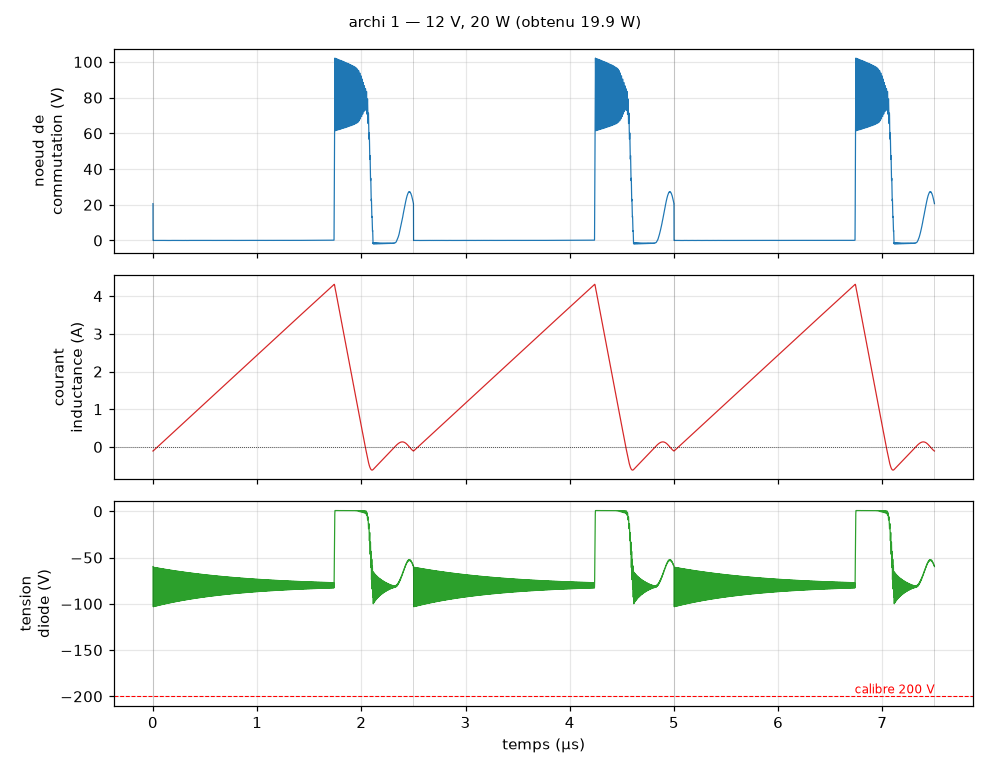 archi 1 — 12 V, 20 W (obtenu 19.9 W)
noeud de
commutation (V)
100
80
60
40
20
0
courant
inductance (A)
4
3
2
1
0
tension
diode (V)
0
−50
−100
−150
−200
calibre 200 V
0 1 2 3 4 5 6 7
temps (µs)